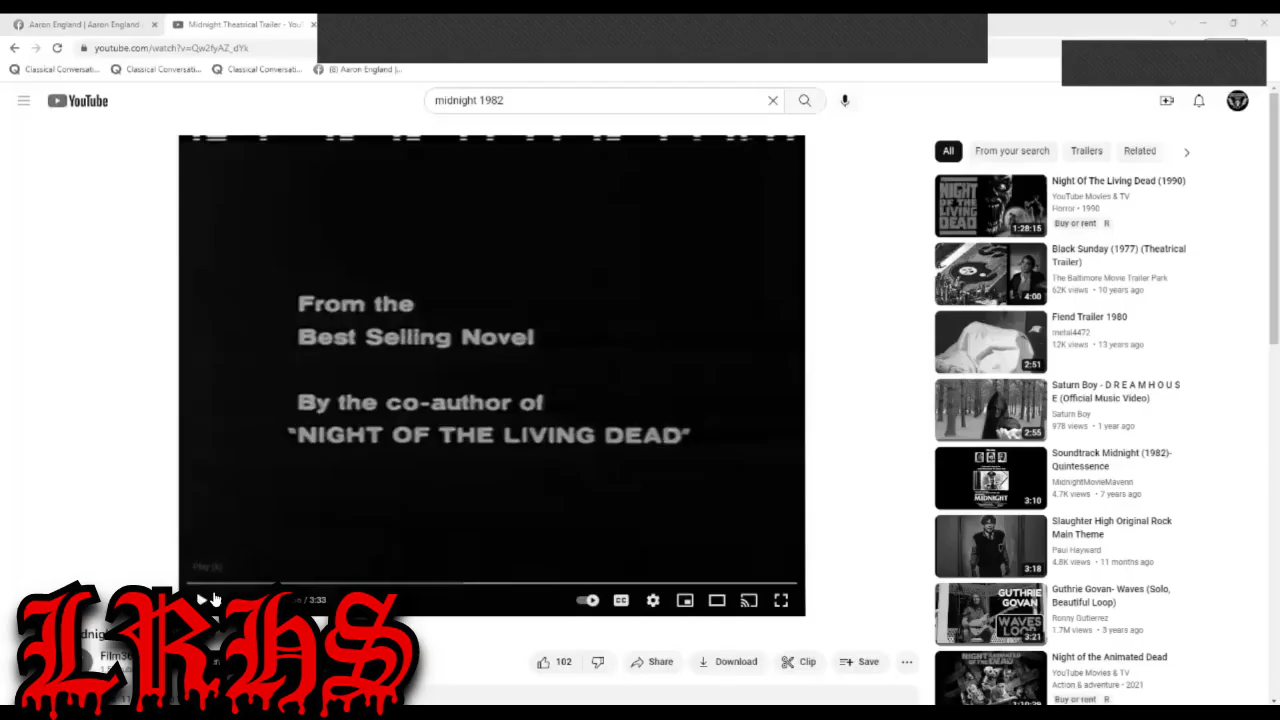 Aaron England | Aaron England
Midnight Theatrical Trailer - You
youtube.com/watch?v=Qw2fyAZ_dYk
Classical Conversati...
Classical Conversati...
Classical Conversati...
(8) Aaron England |...
YouTube
midnight 1982
From the
Best Selling Novel
By the co-author of
"NIGHT OF THE LIVING DEAD"
Play (k)
/ 3:33
CC
102
Share
Download
Clip
Save
LRHS
All
From your search
Trailers
Related
Night Of The Living Dead (1990)
YouTube Movies & TV
Horror • 1990
Buy or rent R
NIGHT
OF THE
LIVING
DEAD
1:28:15
Black Sunday (1977) (Theatrical
Trailer)
The Baltimore Movie Trailer Park
62K views • 10 years ago
4:00
Fiend Trailer 1980
metal4472
12K views • 13 years ago
2:51
Saturn Boy - D R E A M H O U S
E (Official Music Video)
Saturn Boy
978 views • 1 year ago
2:55
Soundtrack Midnight (1982)-
Quintessence
MidnightMovieMavenn
4.7K views • 7 years ago
MIDNIGHT
3:10
Slaughter High Original Rock
Main Theme
Paul Hayward
4.8K views • 11 months ago
3:18
Guthrie Govan- Waves (Solo,
Beautiful Loop)
Ronny Gutierrez
1.7M views • 3 years ago
GUTHRIE
GOVAN
WAVES
LOOP
3:21
Night of the Animated Dead
YouTube Movies & TV
Action & adventure • 2021
Buy or rent R